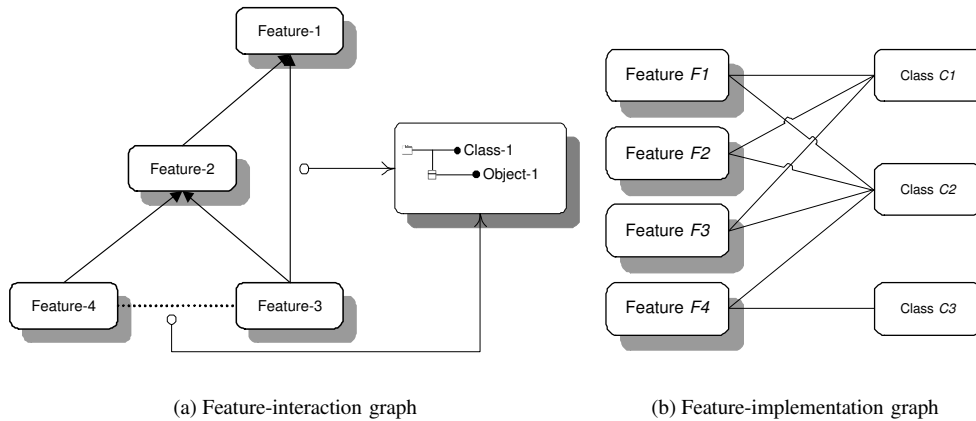 Feature-1
Feature-2
Feature-4
Feature-3
Class-1
Object-1
(a) Feature-interaction graph
Feature F1
Feature F2
Feature F3
Feature F4
Class C1
Class C2
Class C3
(b) Feature-implementation graph